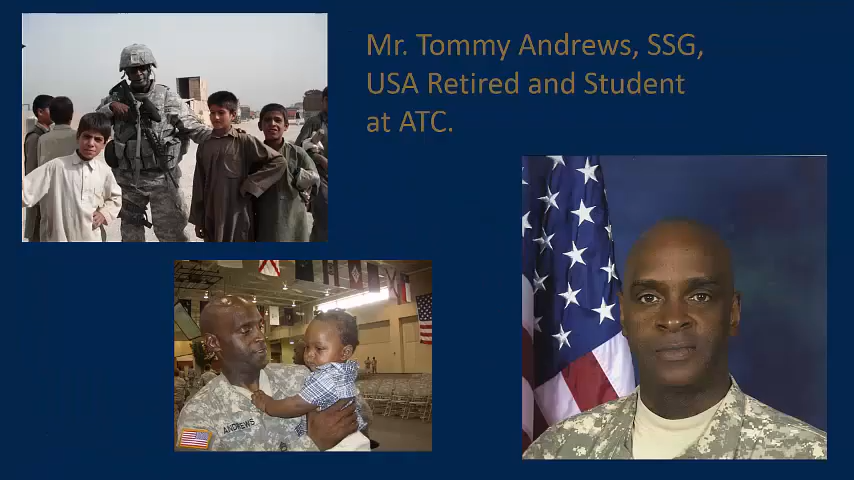 Mr. Tommy Andrews, SSG,
USA Retired and Student
at ATC.
ANDREWS